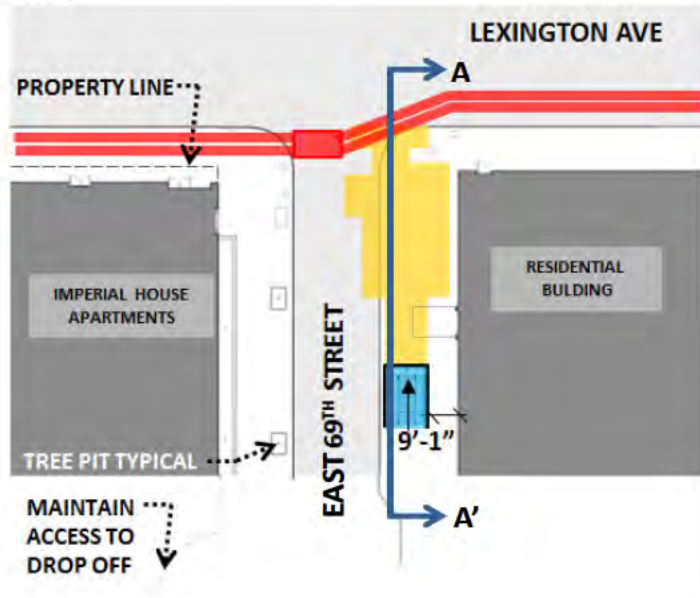 LEXINGTON AVE
A
PROPERTY LINE
IMPERIAL HOUSE
APARTMENTS
RESIDENTIAL
BULDING
EAST 69TH STREET
9'-1"
TREE PIT TYPICAL
MAINTAIN
ACCESS TO
DROP OFF
A'